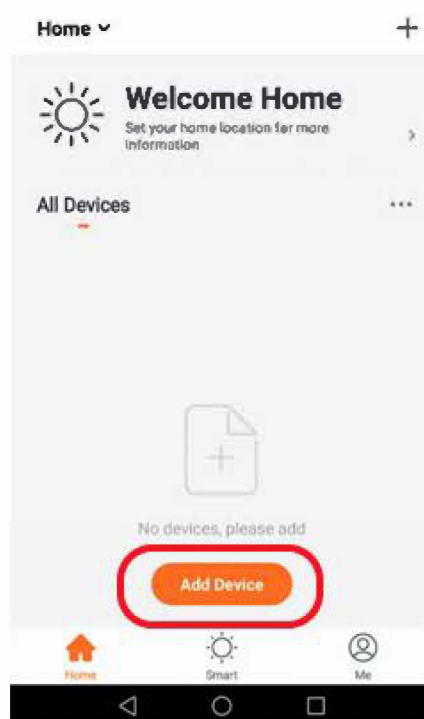 Home
Welcome Home
Set your home location for more
information
All Devices
No devices, please add
Add Device
Home
Smart
Me